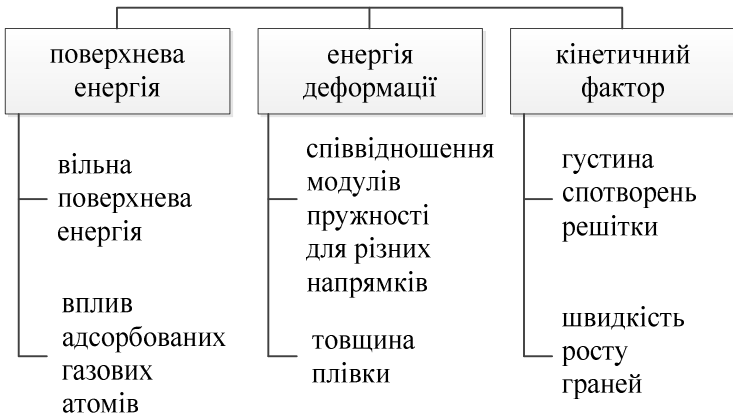 поверхнева
енергія
енергія
деформації
кінетичний
фактор
вільна
поверхнева
енергія
вплив
адсорбованих
газових
атомів
співвідношення
модулів
пружності
для різних
напрямків
товщина
плівки
густина
спотворень
решітки
швидкість
росту
граней